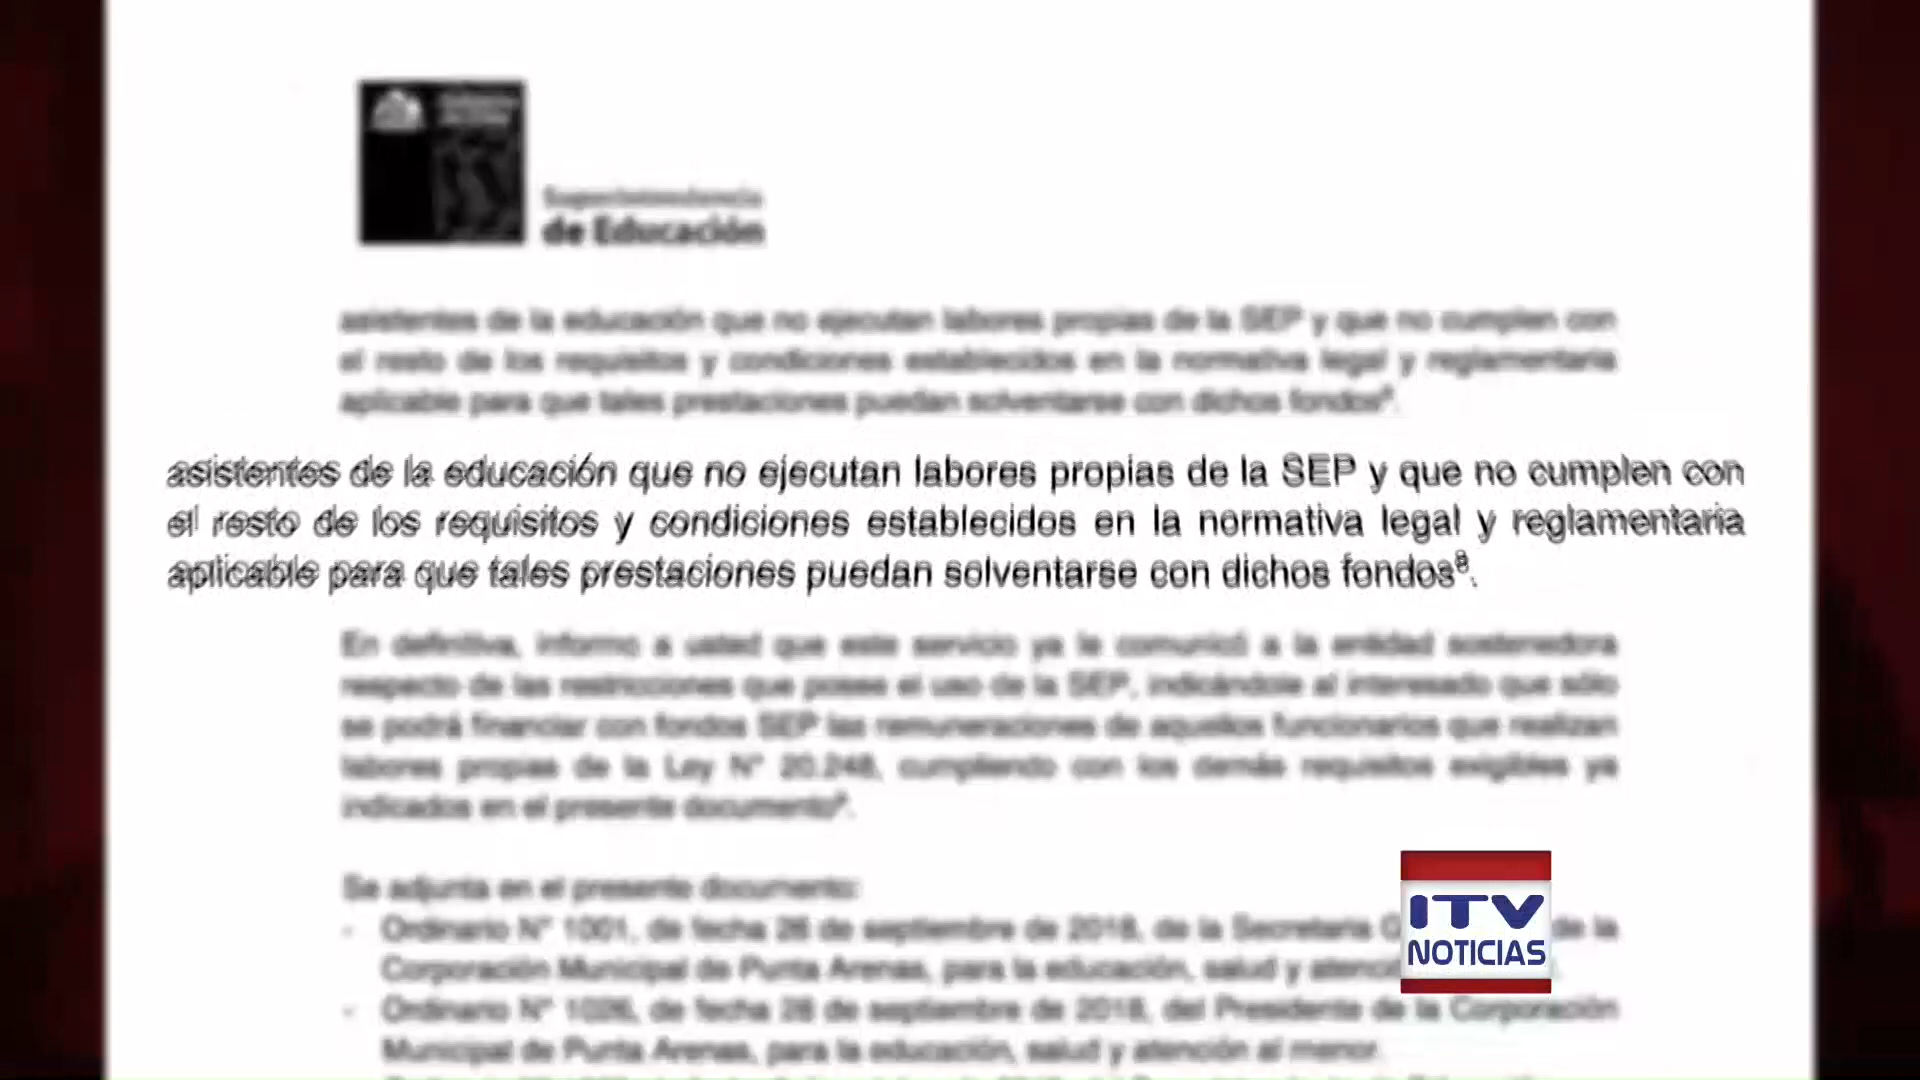 Superintendencia
de Educación
asistentes de la educación que no ejecutan labores propias de la SEP y que no cumplen con
el resto de los requisitos y condiciones establecidos en la normativa legal y reglamentaria
aplicable para que tales prestaciones puedan solventarse con dichos fondos⁸.
asistentes de la educación que no ejecutan labores propias de la SEP y que no cumplen con
el resto de los requisitos y condiciones establecidos en la normativa legal y reglamentaria
aplicable para que tales prestaciones puedan solventarse con dichos fondos⁸.
En definitiva, informo a usted que este servicio ya le comunicó a la entidad sostenedora
respecto de las restricciones que posee el uso de la SEP, indicándole al interesado que sólo
se podrá financiar con fondos SEP las remuneraciones de aquellos funcionarios que realizan
labores propias de la Ley N° 20.248, cumpliendo con los demás requisitos exigibles ya
indicados en el presente documento.
Se adjunta en el presente documento:
- Ordinario N° 1001, de fecha 26 de septiembre de 2018, de la Secretaria de la
Corporación Municipal de Punta Arenas, para la educación, salud y
- Ordinario N° 1026, de fecha 28 de septiembre de 2018, del Presidente de la Corporación
Municipal de Punta Arenas, para la educación, salud y atención al menor.
ITV
NOTICIAS